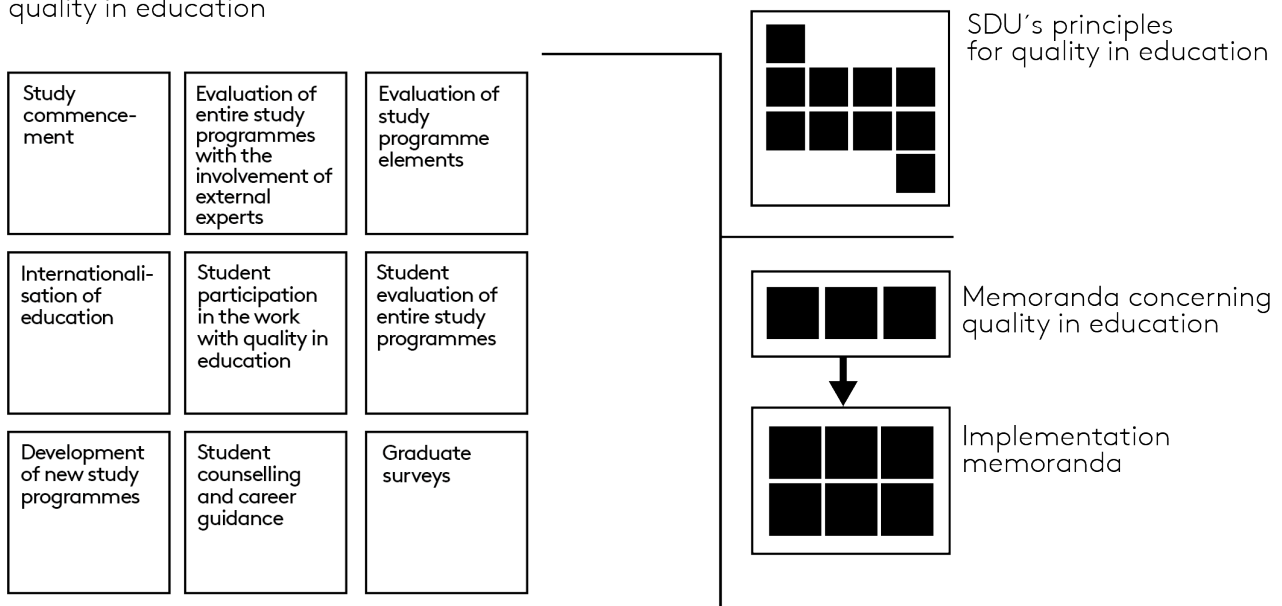 quality in education
Study
commence-
ment
Evaluation of
entire study
programmes
with the
involvement of
external
experts
Evaluation of
study
programme
elements
Internationali-
sation of
education
Student
participation
in the work
with quality in
education
Student
evaluation of
entire study
programmes
Development
of new study
programmes
Student
counselling
and career
guidance
Graduate
surveys
SDU´s principles
for quality in education
Memoranda concerning
quality in education
Implementation
memoranda